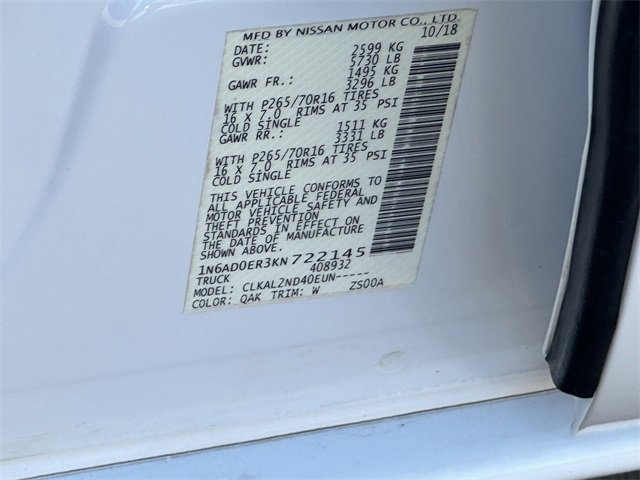 MFD BY NISSAN MOTOR CO., LTD.
DATE: 10/18
GVWR: 2599 KG
5730 LB
GAWR FR.: 1495 KG
3296 LB
WITH P265/70R16 TIRES
16 X 7.0 RIMS AT 35 PSI
COLD SINGLE
GAWR RR.: 1511 KG
3331 LB
WITH P265/70R16 TIRES
16 X 7.0 RIMS AT 35 PSI
COLD SINGLE
THIS VEHICLE CONFORMS TO
ALL APPLICABLE FEDERAL
MOTOR VEHICLE SAFETY AND
THEFT PREVENTION
STANDARDS IN EFFECT ON
THE DATE OF MANUFACTURE
SHOWN ABOVE.
1N6AD0ER3KN722145
TRUCK 408932
MODEL: CLKAL2ND40EUN-----
COLOR: QAK TRIM: W ZS00A